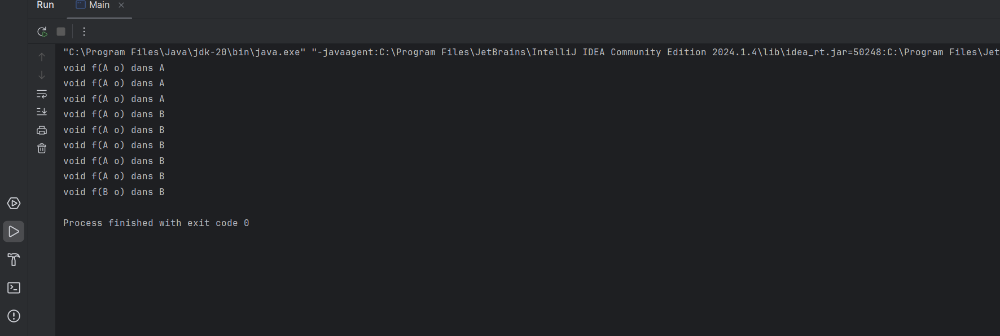 Run Main
"C:\Program Files\Java\jdk-20\bin\java.exe" "-javaagent:C:\Program Files\JetBrains\IntelliJ IDEA Community Edition 2024.1.4\lib\idea_rt.jar=50248:C:\Program Files\Jet
void f(A o) dans A
void f(A o) dans A
void f(A o) dans A
void f(A o) dans B
void f(A o) dans B
void f(A o) dans B
void f(A o) dans B
void f(A o) dans B
void f(B o) dans B
Process finished with exit code 0